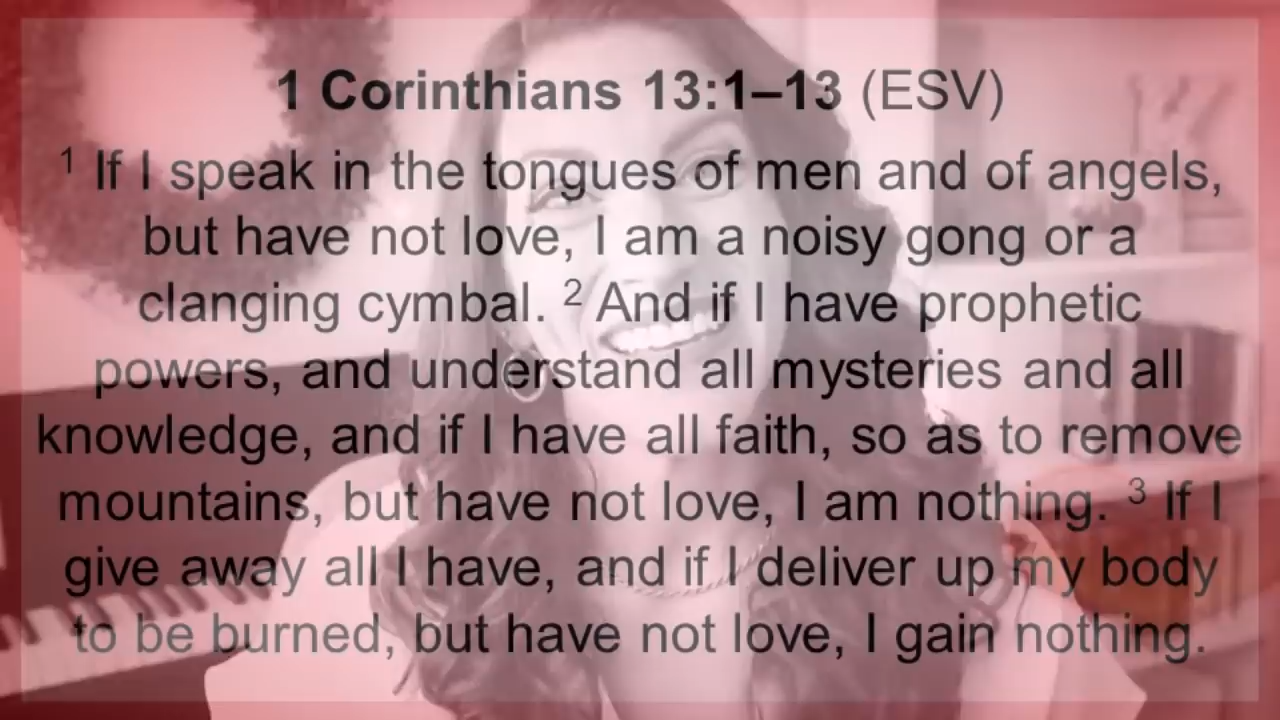 1 Corinthians 13:1–13 (ESV)
1 If I speak in the tongues of men and of angels,
but have not love, I am a noisy gong or a
clanging cymbal. 2 And if I have prophetic
powers, and understand all mysteries and all
knowledge, and if I have all faith, so as to remove
mountains, but have not love, I am nothing. 3 If I
give away all I have, and if I deliver up my body
to be burned, but have not love, I gain nothing.